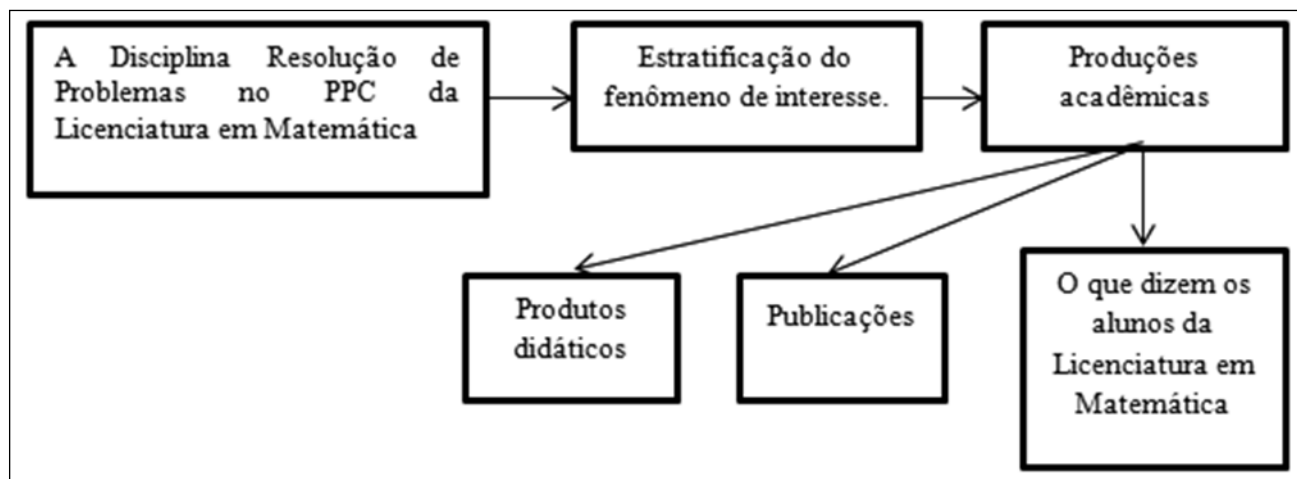 A Disciplina Resolução de
Problemas no PPC da
Licenciatura em Matemática
Estratificação do
fenômeno de interesse.
Produções
acadêmicas
Produtos
didáticos
Publicações
O que dizem os
alunos da
Licenciatura em
Matemática